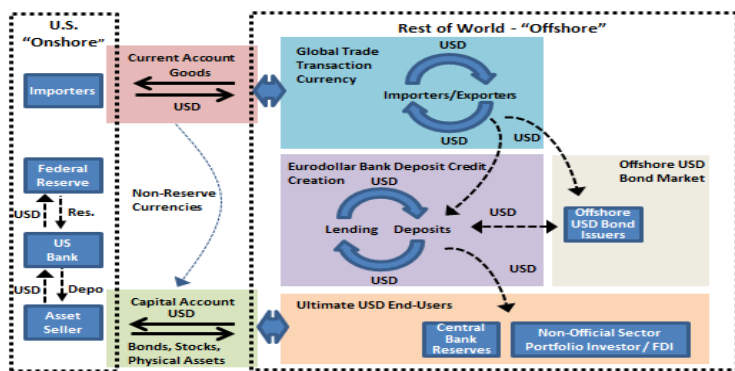 U.S.
“Onshore”
Importers
Federal
Reserve
USD
Res.
US
Bank
USD
Depo
Asset
Seller
Current Account
Goods
USD
Non-Reserve
Currencies
Capital Account
USD
Bonds, Stocks,
Physical Assets
Rest of World - “Offshore”
Global Trade
Transaction
Currency
USD
Importers/Exporters
USD
USD
Eurodollar Bank Deposit Credit
Creation
USD
Lending
Deposits
USD
USD
USD
Offshore USD
Bond Market
Offshore
USD Bond
Issuers
Ultimate USD End-Users
Central
Bank
Reserves
Non-Official Sector
Portfolio Investor / FDI